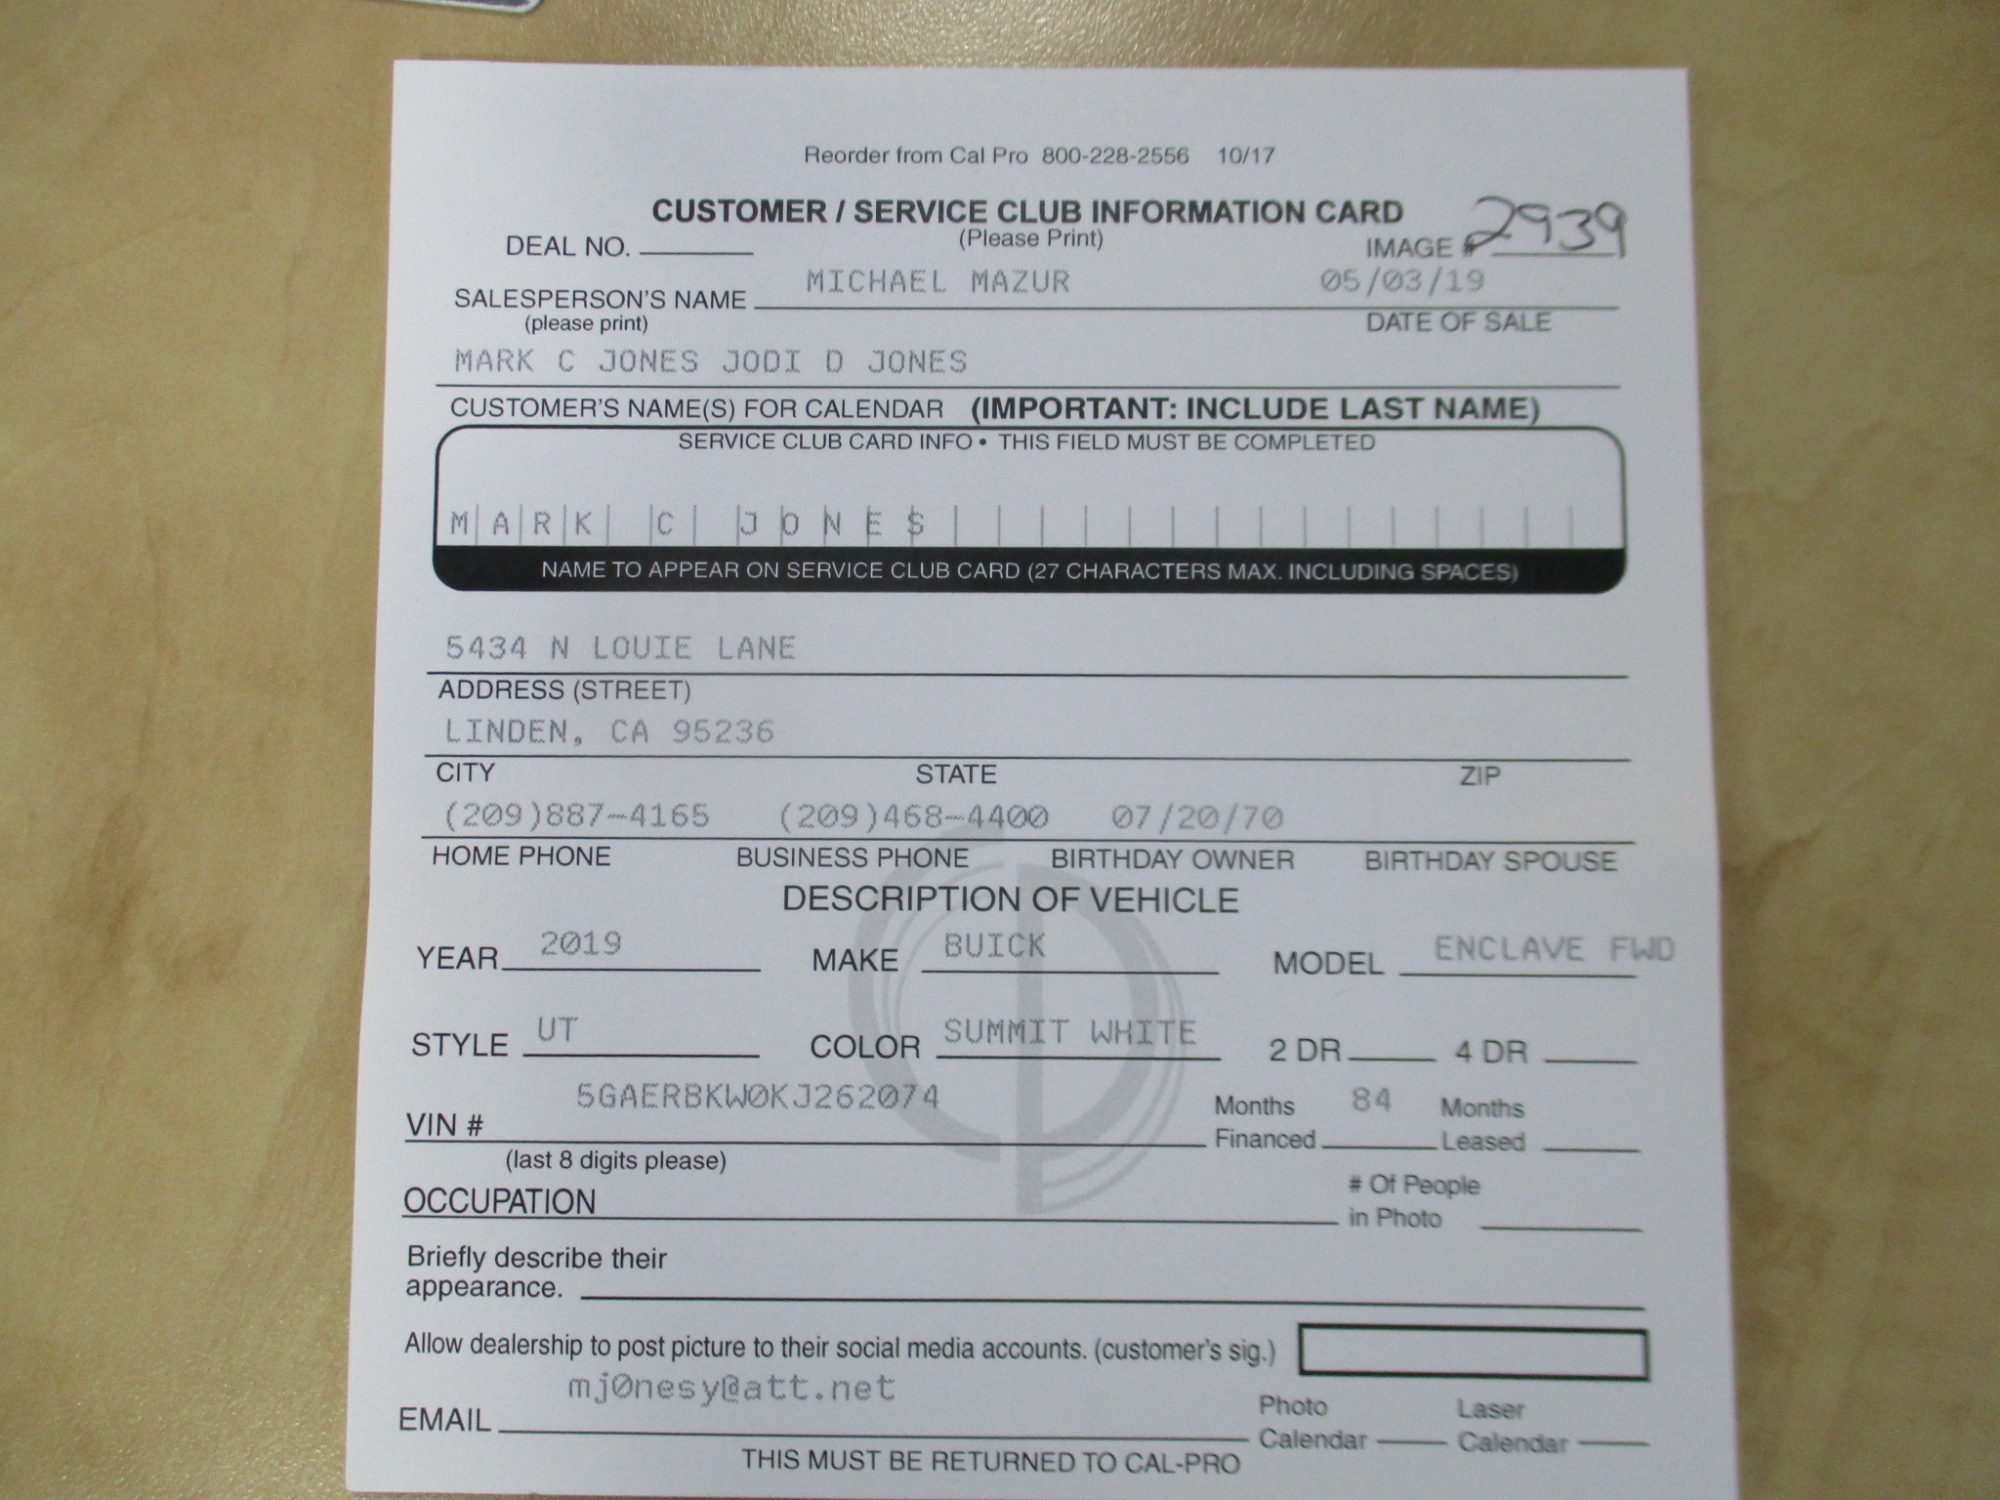 Reorder from Cal Pro 800-228-2556 10/17
CUSTOMER / SERVICE CLUB INFORMATION CARD
(Please Print)
DEAL NO. IMAGE # 2939
MICHAEL MAZUR 05/03/19
SALESPERSON'S NAME
(please print) DATE OF SALE
MARK C JONES JODI D JONES
CUSTOMER'S NAME(S) FOR CALENDAR (IMPORTANT: INCLUDE LAST NAME)
SERVICE CLUB CARD INFO • THIS FIELD MUST BE COMPLETED
MARK C JONES
NAME TO APPEAR ON SERVICE CLUB CARD (27 CHARACTERS MAX. INCLUDING SPACES)
5434 N LOUIE LANE
ADDRESS (STREET)
LINDEN, CA 95236
CITY STATE ZIP
(209)887-4165 (209)468-4400 07/20/70
HOME PHONE BUSINESS PHONE BIRTHDAY OWNER BIRTHDAY SPOUSE
DESCRIPTION OF VEHICLE
YEAR 2019 MAKE BUICK MODEL ENCLAVE FWD
STYLE UT COLOR SUMMIT WHITE 2 DR 4 DR
VIN # 5GAERBKW0KJ262074 Months Financed 84 Months Leased
(last 8 digits please)
OCCUPATION # Of People in Photo
Briefly describe their
appearance.
Allow dealership to post picture to their social media accounts. (customer's sig.)
EMAIL mj0nesy@att.net Photo Calendar Laser Calendar
THIS MUST BE RETURNED TO CAL-PRO